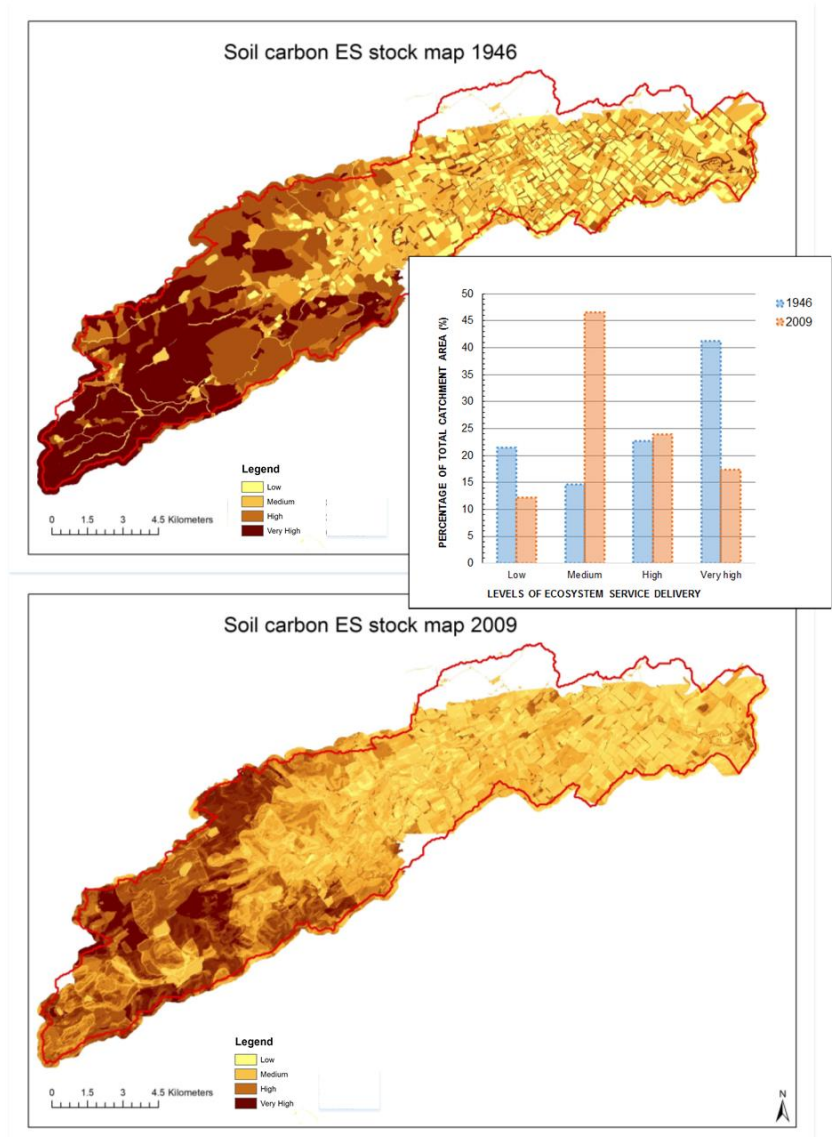 Soil carbon ES stock map 1946
Legend
Low
Medium
High
Very High
0 1.5 3 4.5 Kilometers
PERCENTAGE OF TOTAL CATCHMENT AREA (%)
50
45
40
35
30
25
20
15
10
5
0
Low Medium High Very high
LEVELS OF ECOSYSTEM SERVICE DELIVERY
1946
2009
Soil carbon ES stock map 2009
Legend
Low
Medium
High
Very High
0 1.5 3 4.5 Kilometers
N